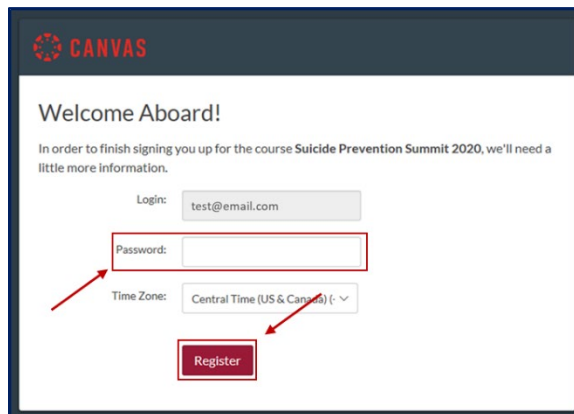 CANVAS
Welcome Aboard!
In order to finish signing you up for the course Suicide Prevention Summit 2020, we'll need a
little more information.
Login: test@email.com
Password:
Time Zone: Central Time (US & Canada) (-
Register